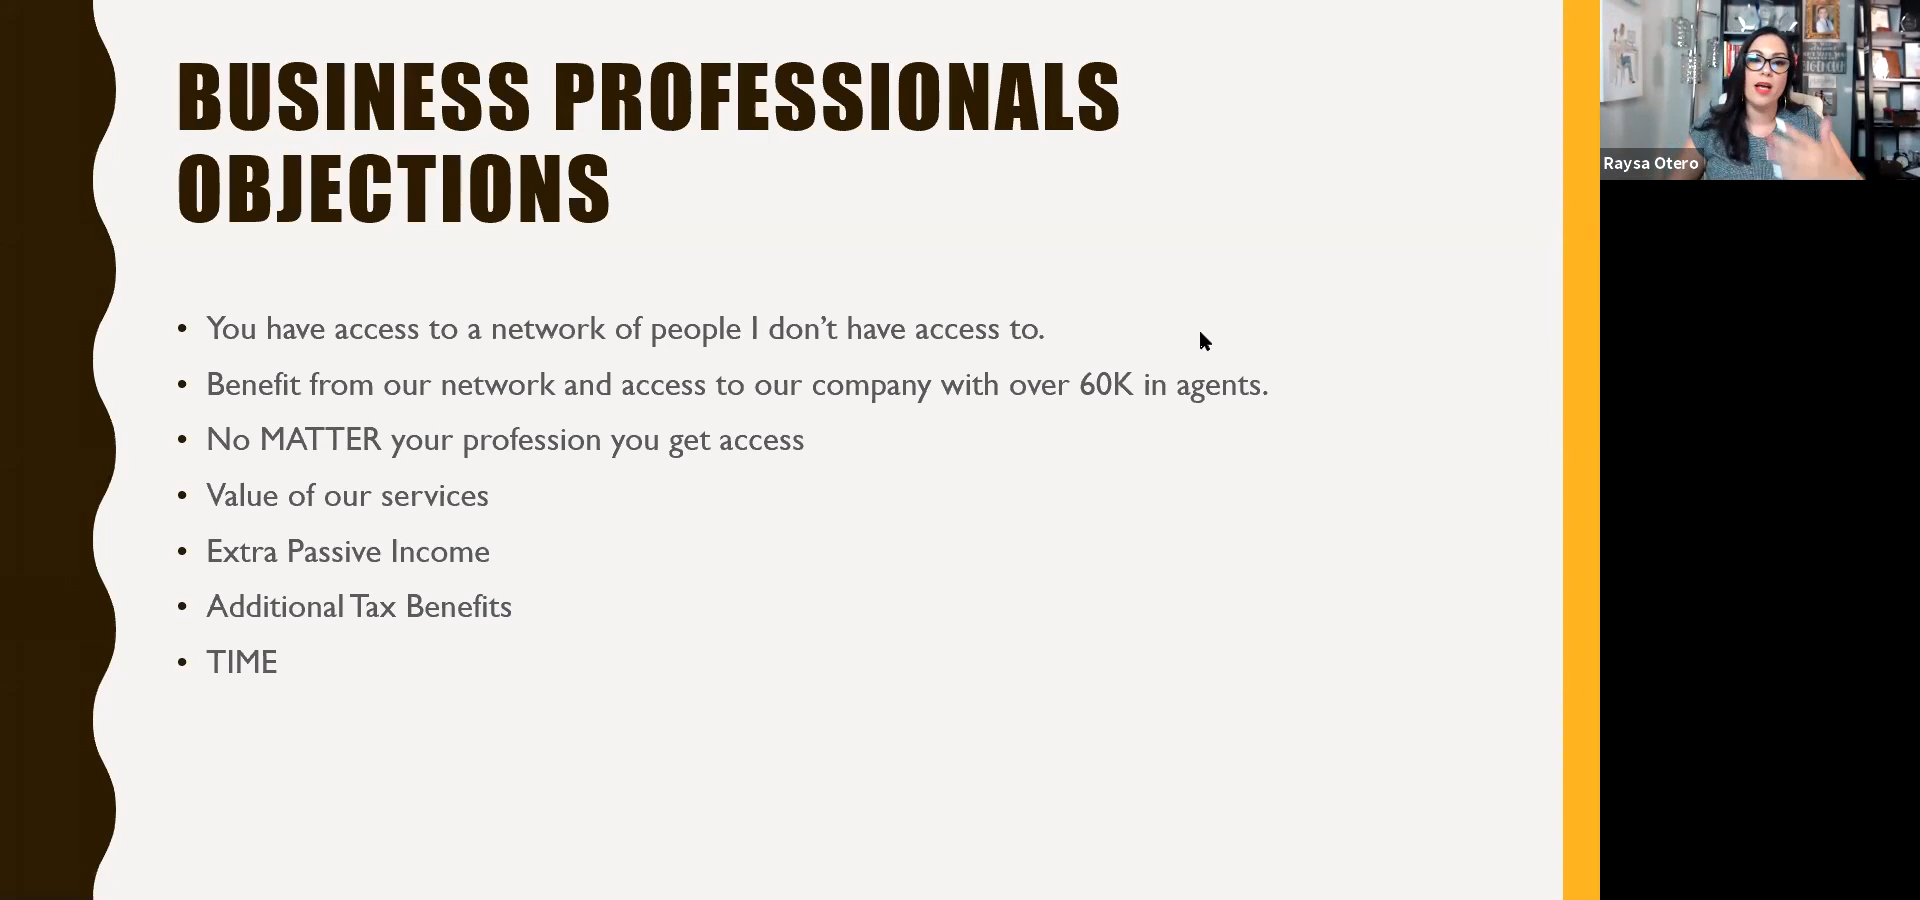 BUSINESS PROFESSIONALS
OBJECTIONS
• You have access to a network of people I don’t have access to.
• Benefit from our network and access to our company with over 60K in agents.
• No MATTER your profession you get access
• Value of our services
• Extra Passive Income
• Additional Tax Benefits
• TIME
Raysa Otero